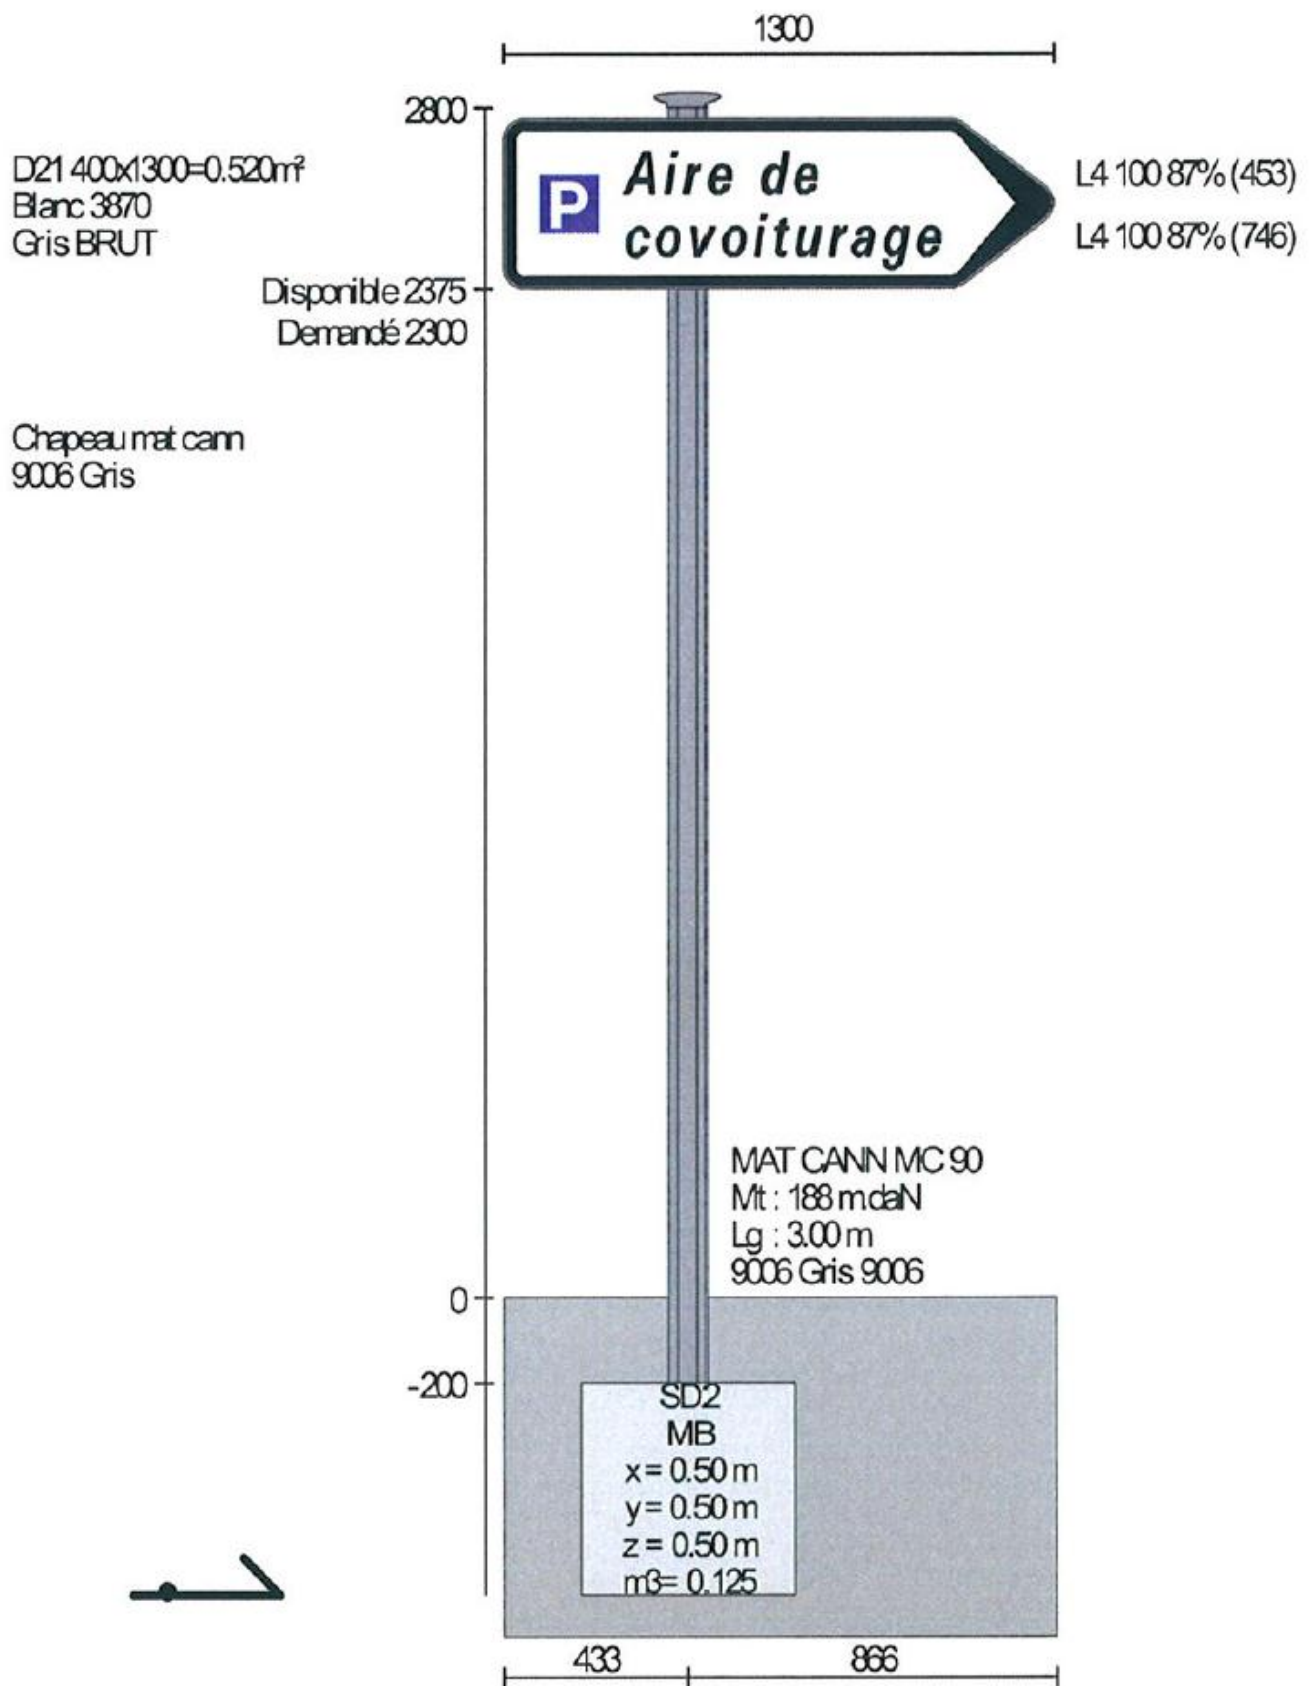 1300
2800
D21 400x1300=0.520m²
Blanc 3870
Gris BRUT
P
Aire de
covoiturage
L4 100 87% (453)
L4 100 87% (746)
Disponible 2375
Demandé 2300
Chapeau mat cann
9006 Gris
MAT CANN MC 90
Mt : 188 m.daN
Lg : 3.00 m
9006 Gris 9006
0
-200
SD2
MB
x = 0.50 m
y = 0.50 m
z = 0.50 m
m3= 0.125
433
866